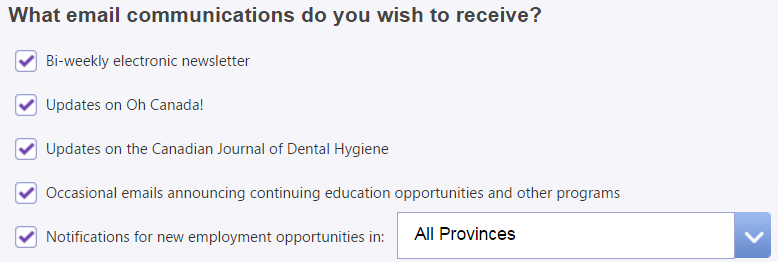 What email communications do you wish to receive?
Bi-weekly electronic newsletter
Updates on Oh Canada!
Updates on the Canadian Journal of Dental Hygiene
Occasional emails announcing continuing education opportunities and other programs
Notifications for new employment opportunities in: All Provinces